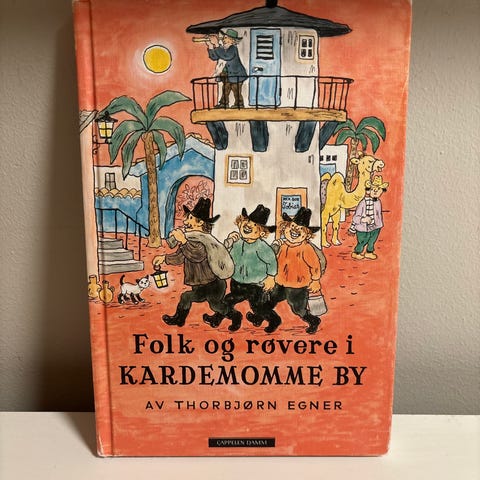 Folk og røvere i
KARDEMOMME BY
AV THORBJØRN EGNER
CAPPELEN DAMM